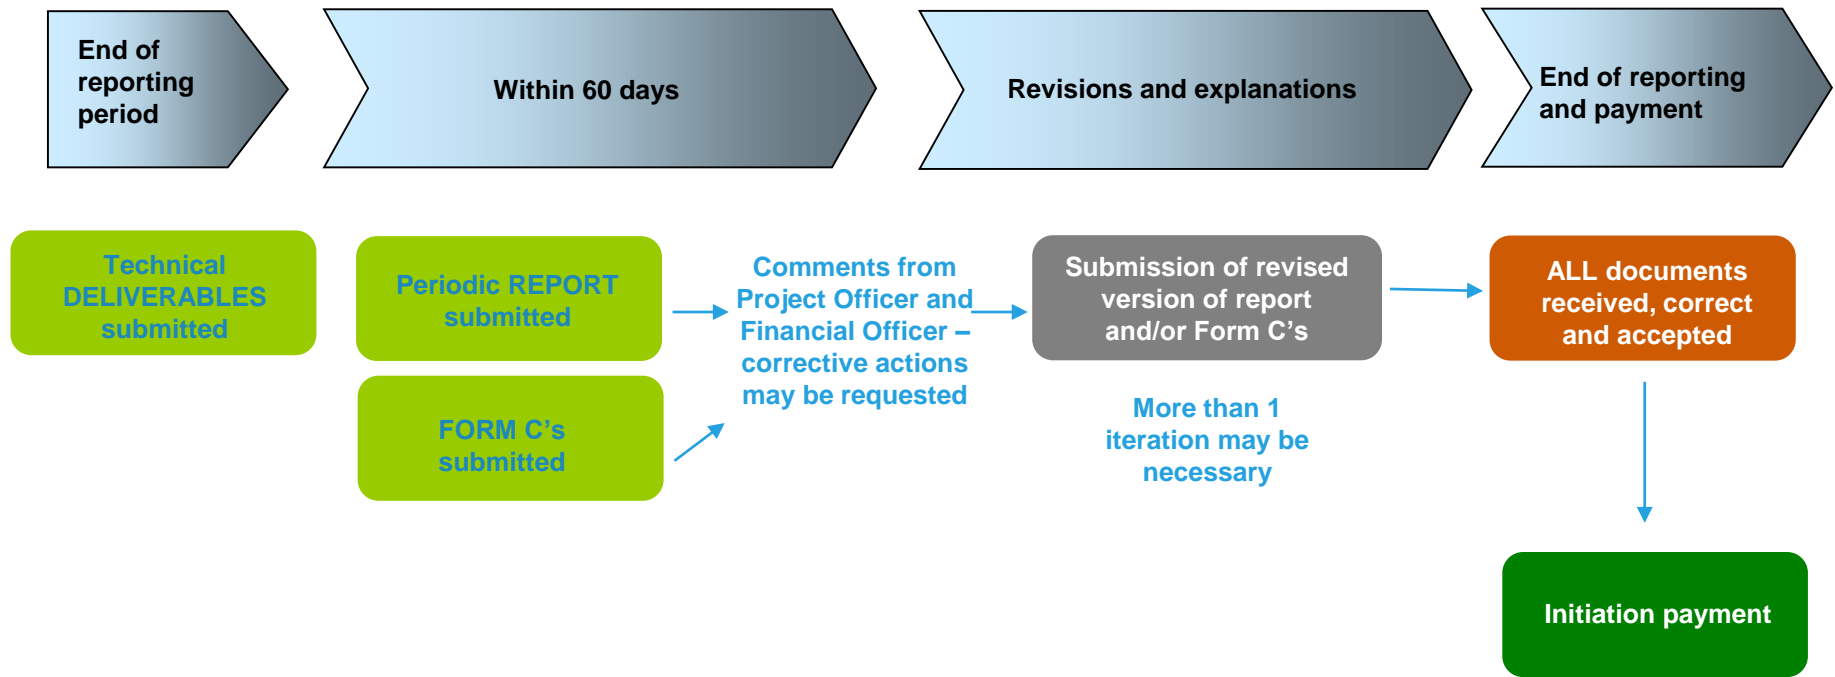 End of
reporting
period
Within 60 days
Revisions and explanations
End of reporting
and payment
Technical
DELIVERABLES
submitted
Periodic REPORT
submitted
FORM C’s
submitted
Comments from
Project Officer and
Financial Officer –
corrective actions
may be requested
Submission of revised
version of report
and/or Form C’s
More than 1
iteration may be
necessary
ALL documents
received, correct
and accepted
Initiation payment